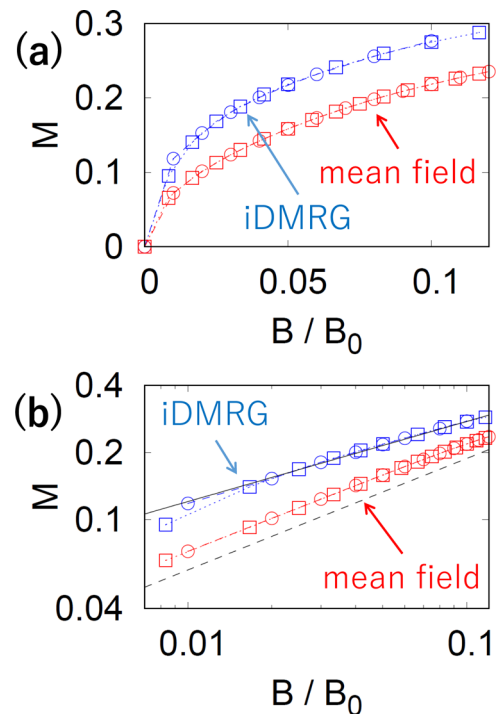 (a)
0.3
0.2
0.1
0
M
mean field
iDMRG
0 0.05 0.1
B / B₀
(b)
0.4
0.2
0.1
0.04
M
iDMRG
mean field
0.01 0.1
B / B₀